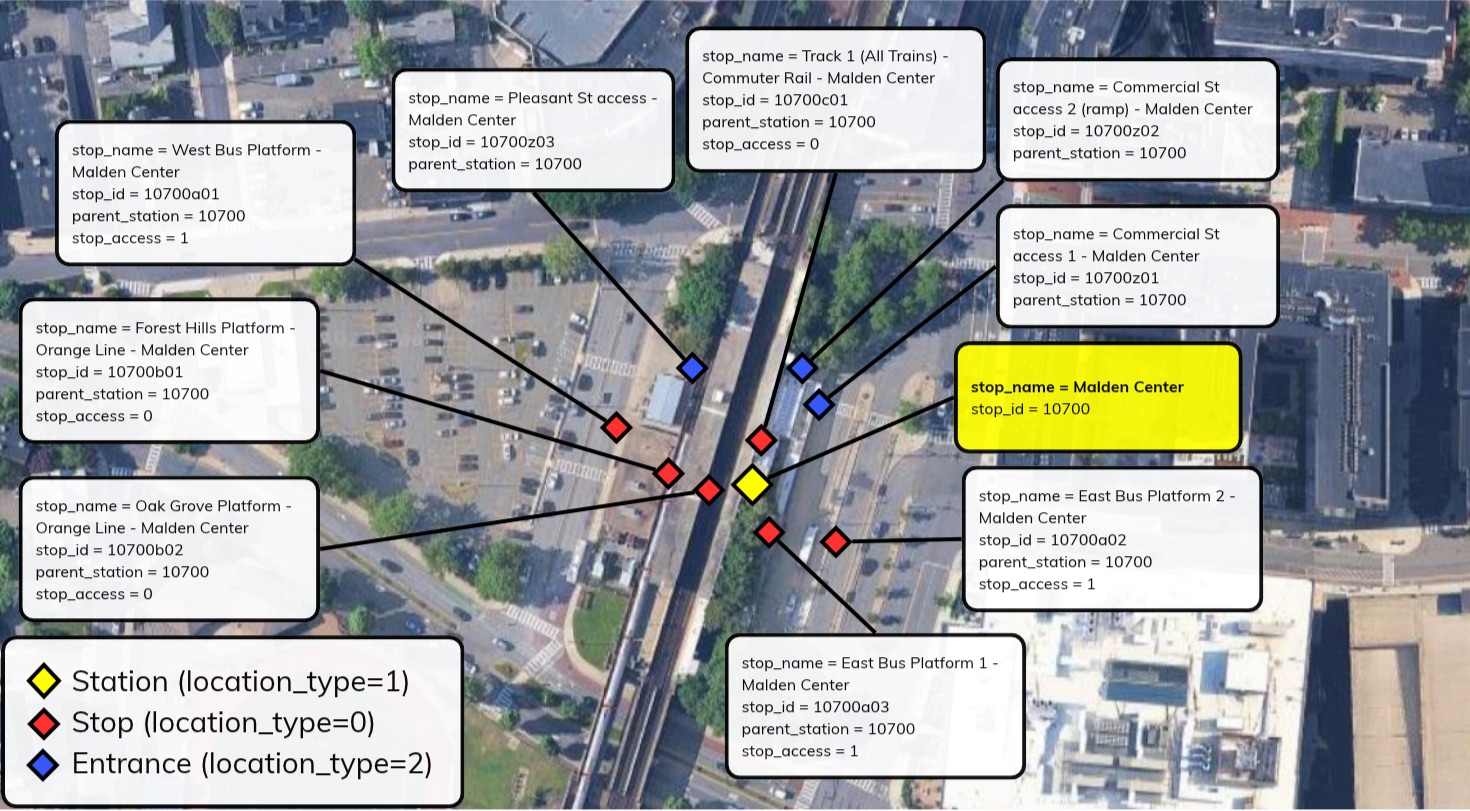 stop_name = Track 1 (All Trains) -
Commuter Rail - Malden Center
stop_id = 10700c01
parent_station = 10700
stop_access = 0
stop_name = Pleasant St access -
Malden Center
stop_id = 10700z03
parent_station = 10700
stop_name = Commercial St
access 2 (ramp) - Malden Center
stop_id = 10700z02
parent_station = 10700
stop_name = West Bus Platform -
Malden Center
stop_id = 10700a01
parent_station = 10700
stop_access = 1
stop_name = Commercial St
access 1 - Malden Center
stop_id = 10700z01
parent_station = 10700
stop_name = Forest Hills Platform -
Orange Line - Malden Center
stop_id = 10700b01
parent_station = 10700
stop_access = 0
stop_name = Malden Center
stop_id = 10700
stop_name = Oak Grove Platform -
Orange Line - Malden Center
stop_id = 10700b02
parent_station = 10700
stop_access = 0
stop_name = East Bus Platform 2 -
Malden Center
stop_id = 10700a02
parent_station = 10700
stop_access = 1
stop_name = East Bus Platform 1 -
Malden Center
stop_id = 10700a03
parent_station = 10700
stop_access = 1
Station (location_type=1)
Stop (location_type=0)
Entrance (location_type=2)